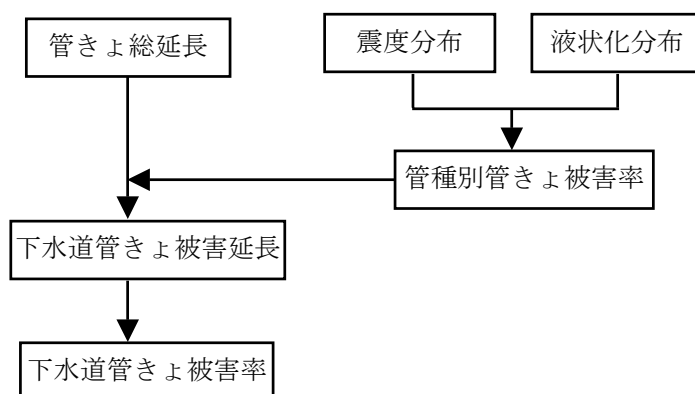 管きょ総延長
震度分布
液状化分布
管種別管きょ被害率
下水道管きょ被害延長
下水道管きょ被害率